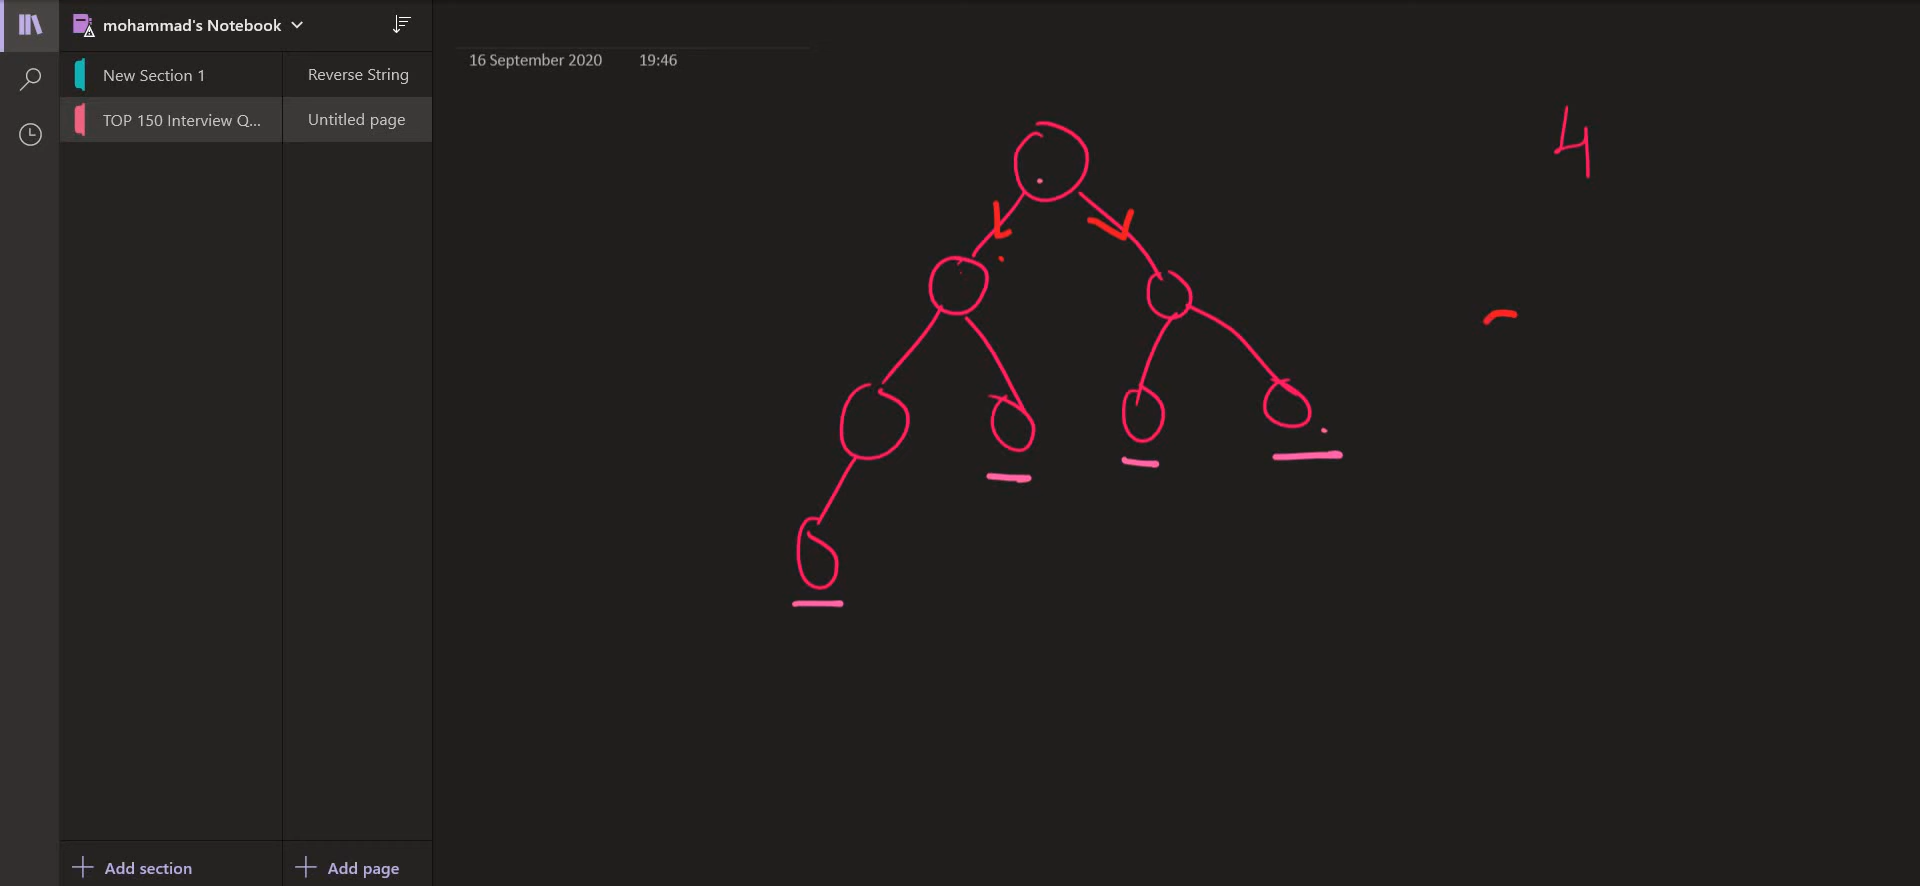 mohammad's Notebook
New Section 1
Reverse String
TOP 150 Interview Q...
Untitled page
16 September 2020 19:46
4
Add section
Add page